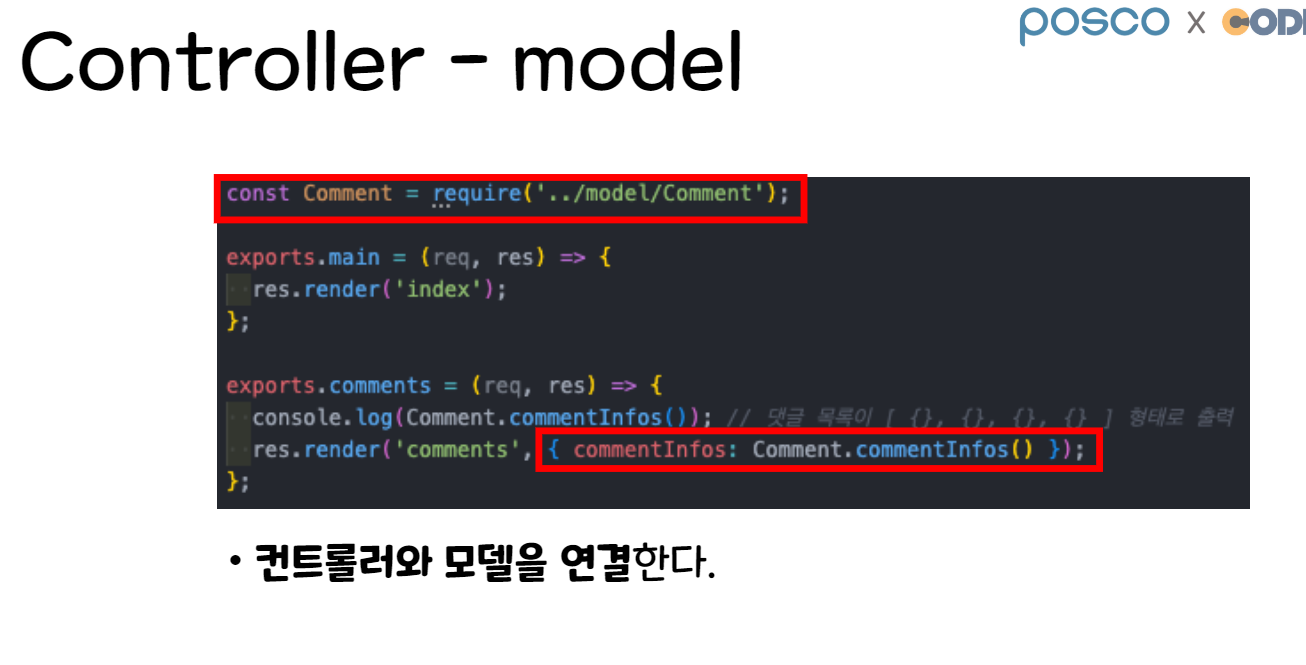 posco x CODI
Controller - model
const Comment = require('../model/Comment');
exports.main = (req, res) => {
res.render('index');
};
exports.comments = (req, res) => {
console.log(Comment.commentInfos()); // 댓글 목록이 [ {}, {}, {}, {} ] 형태로 출력
res.render('comments', { commentInfos: Comment.commentInfos() });
};
• 컨트롤러와 모델을 연결한다.